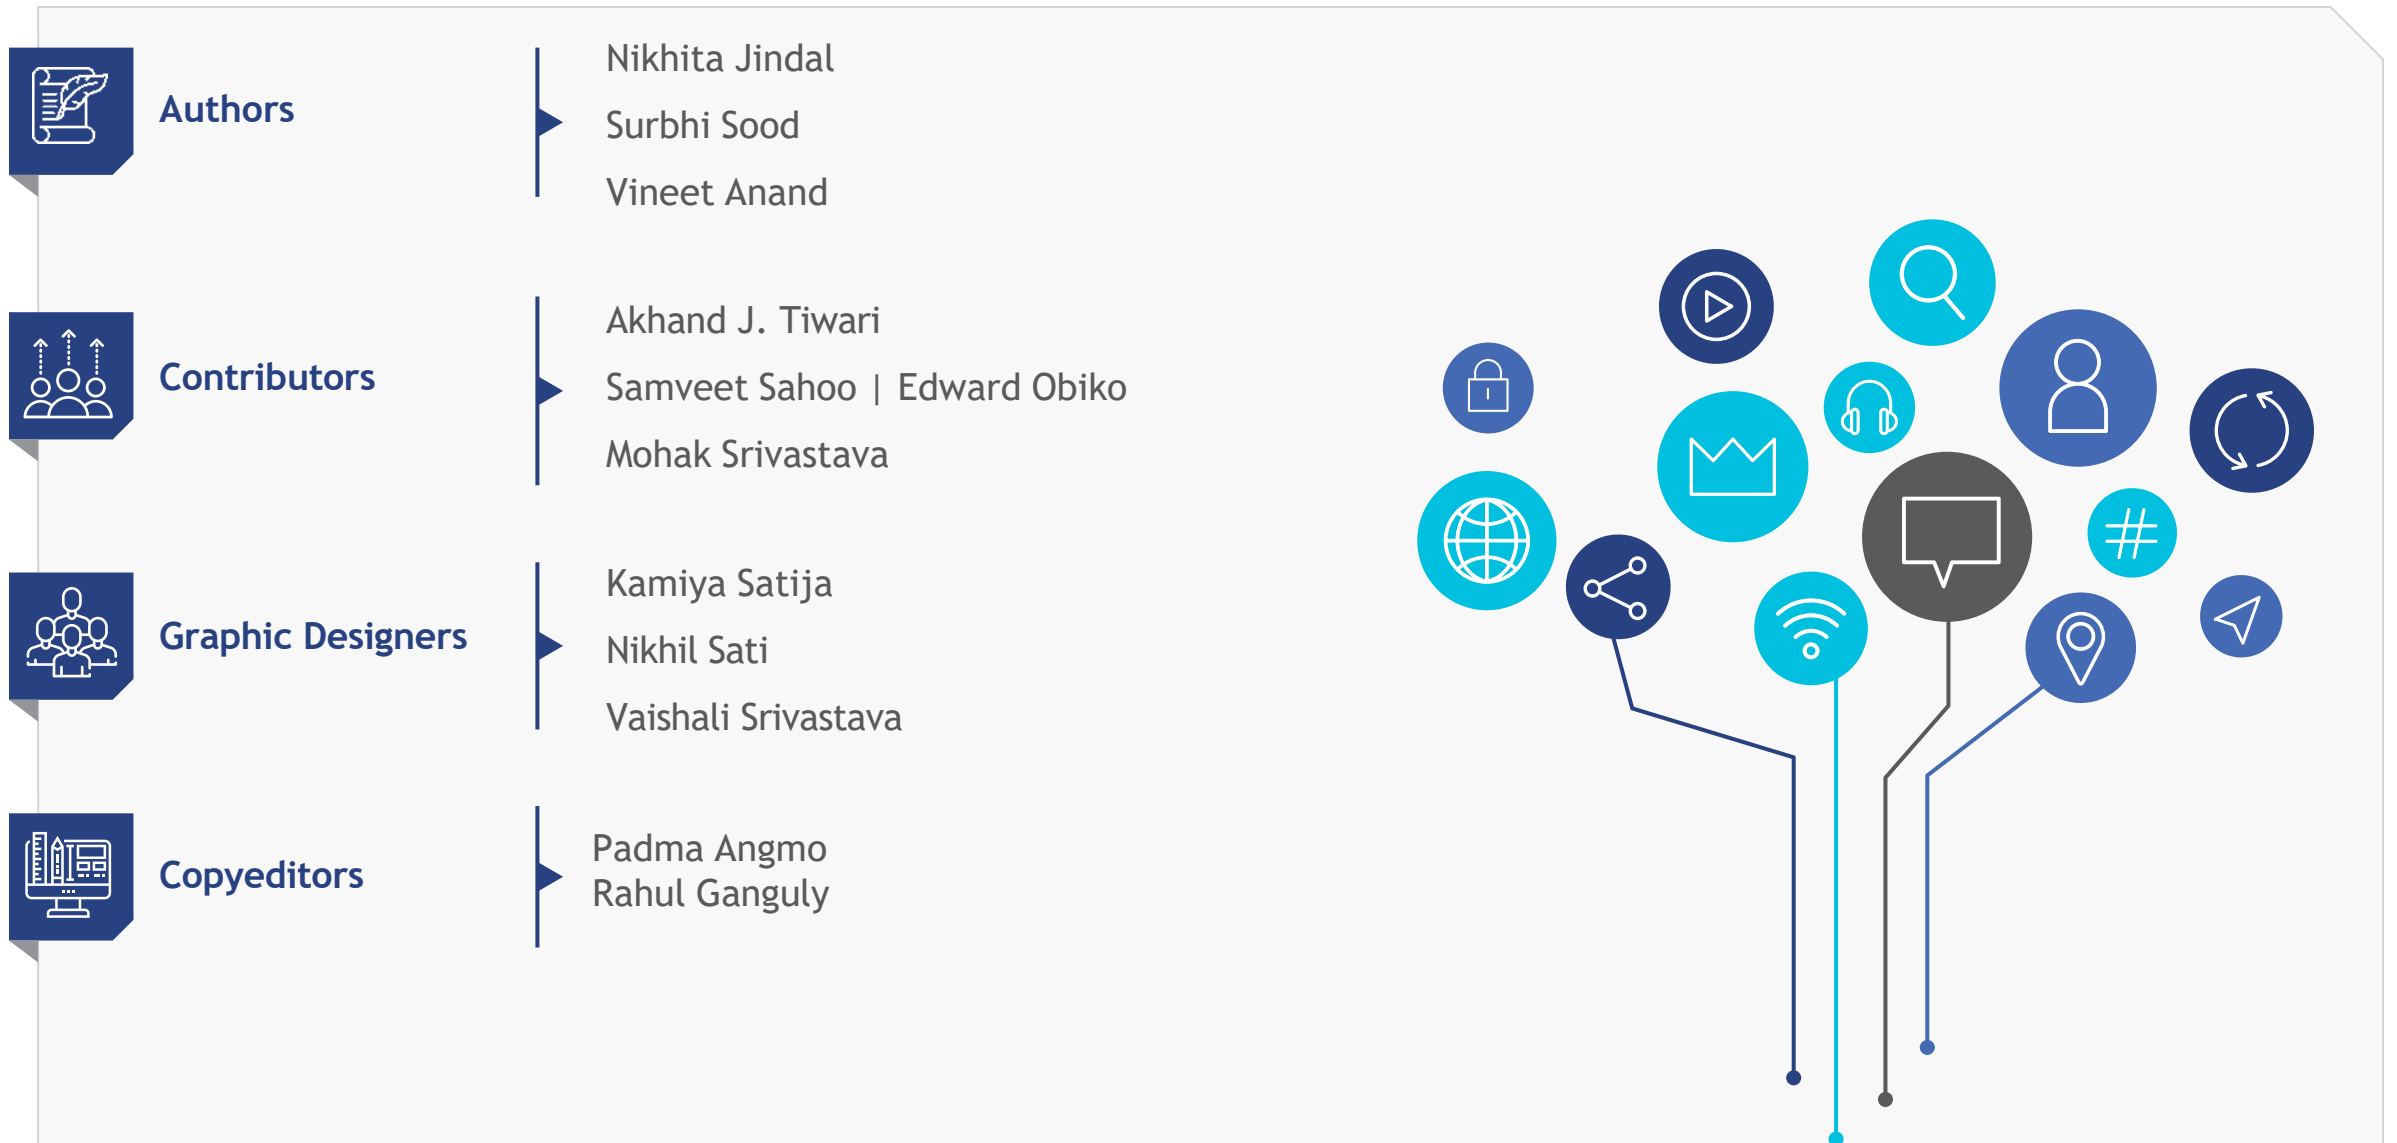 Authors
Nikhita Jindal
Surbhi Sood
Vineet Anand
Contributors
Akhand J. Tiwari
Samveet Sahoo | Edward Obiko
Mohak Srivastava
Graphic Designers
Kamiya Satija
Nikhil Sati
Vaishali Srivastava
Copyeditors
Padma Angmo
Rahul Ganguly
#